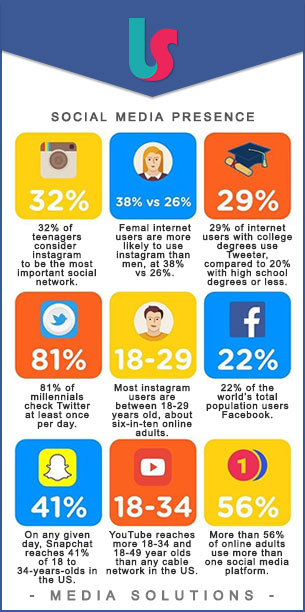 LS
SOCIAL MEDIA PRESENCE
32%
32% of
teenagers
consider
instagram
to be the most
important social
network.
38% vs 26%
Femal internet
users are more
likely to use
instagram than
men, at 38%
vs 26%.
29%
29% of internet
users with college
degrees use
Tweeter,
compared to 20%
with high school
degrees or less.
81%
81% of
millennials
check Twitter
at least once
per day.
18-29
Most instagram
users are
between 18-29
years old, about
six-in-ten online
adults.
f
22%
22% of the
world's total
population users
Facebook.
41%
On any given
day, Snapchat
reaches 41%
of 18 to
34-years-olds in
the US.
18-34
YouTube reaches
more 18-34 and
18-49 year olds
than any cable
network in the US.
1
56%
More than 56%
of online adults
use more than
one social media
platform.
- MEDIA SOLUTIONS -